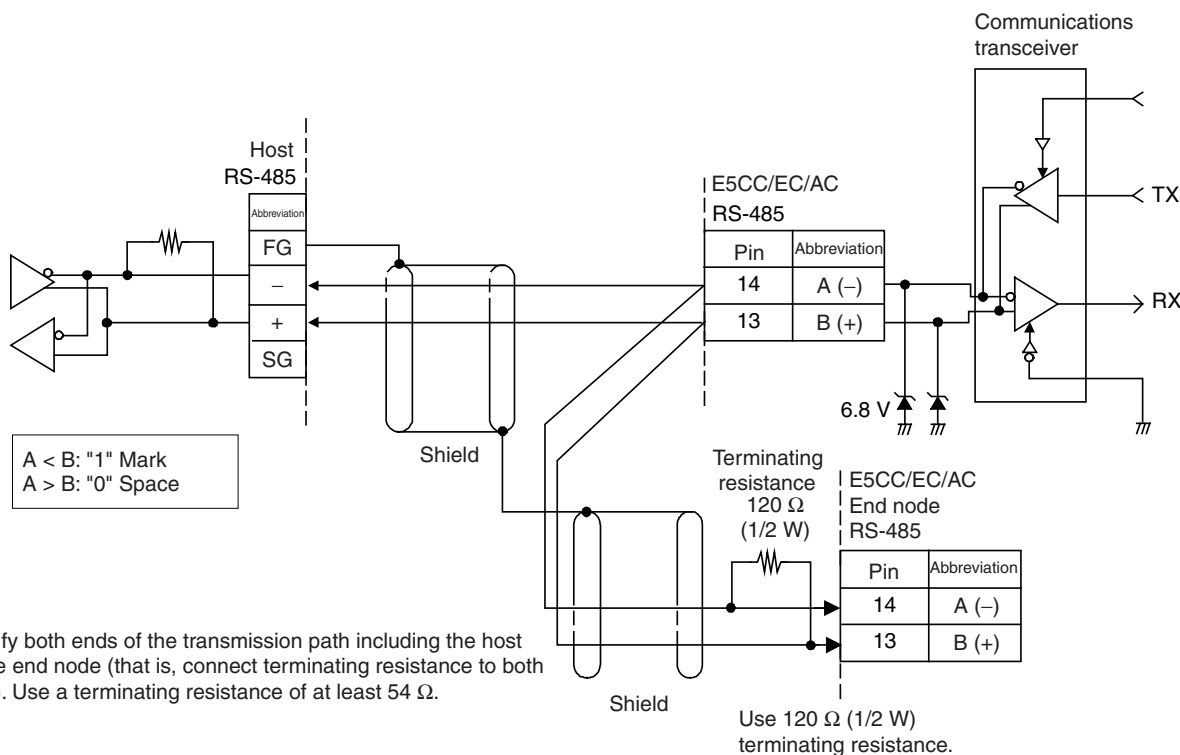 Communications
transceiver
Host
RS-485
Abbreviation
FG
−
+
SG
E5CC/EC/AC
RS-485
Pin Abbreviation
14 A (−)
13 B (+)
TX
RX
6.8 V
Shield
A < B: "1" Mark
A > B: "0" Space
Terminating
resistance
120 Ω
(1/2 W)
E5CC/EC/AC
End node
RS-485
Pin Abbreviation
14 A (−)
13 B (+)
both ends of the transmission path including the host
end node (that is, connect terminating resistance to both
Use a terminating resistance of at least 54 Ω.
Shield
Use 120 Ω (1/2 W)
terminating resistance.